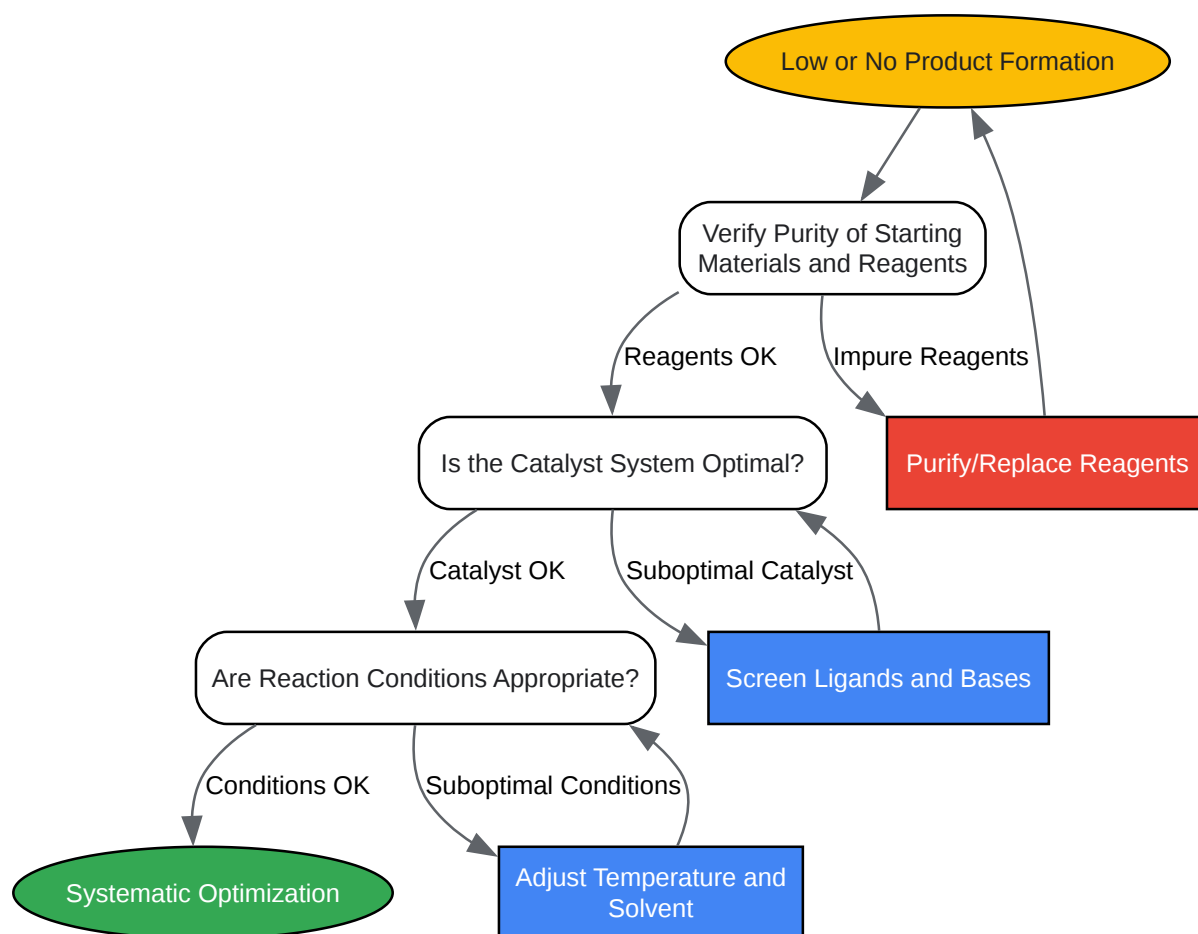 Low or No Product Formation
Verify Purity of Starting
Materials and Reagents
Reagents OK
Impure Reagents
Is the Catalyst System Optimal?
Purify/Replace Reagents
Catalyst OK
Suboptimal Catalyst
Are Reaction Conditions Appropriate?
Screen Ligands and Bases
Conditions OK
Suboptimal Conditions
Systematic Optimization
Adjust Temperature and
Solvent